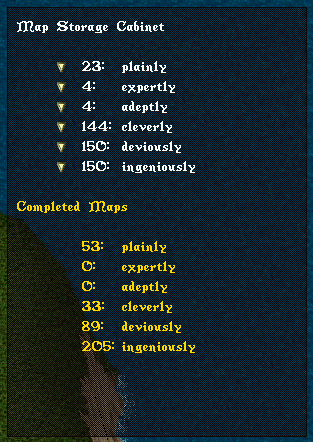 Map Storage Cabinet
23: plainly
4: expertly
4: adeptly
144: cleverly
150: deviously
150: ingeniously
Completed Maps
53: plainly
0: expertly
0: adeptly
33: cleverly
89: deviously
205: ingeniously